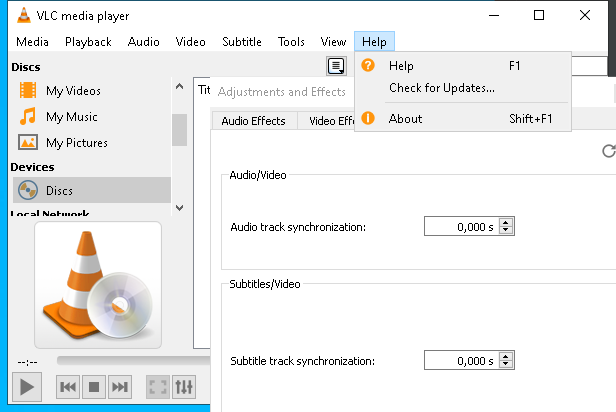 VLC media player
Media Playback Audio Video Subtitle Tools View Help
Help F1
Check for Updates...
About Shift+F1
Discs
My Videos
My Music
My Pictures
Devices
Discs
Local Network
Adjustments and Effects
Audio Effects Video Effe
Audio/Video
Audio track synchronization: 0,000 s
Subtitles/Video
Subtitle track synchronization: 0,000 s
--:--